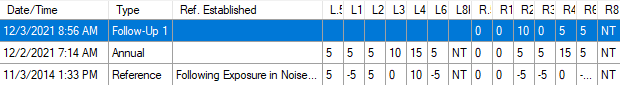 Date/Time Type Ref. Established L.5 L1 L2 L3 L4 L6 L8I R.! R1 R2 R3 R4 R6 R8
12/3/2021 8:56 AM Follow-Up 1 0 0 10 0 5 5 NT
12/2/2021 7:14 AM Annual 5 5 5 10 15 5 NT 0 0 5 5 15 5 NT
11/3/2014 1:33 PM Reference Following Exposure in Noise... 5 -5 5 0 10 -5 NT 0 0 -5 -5 0 -... NT